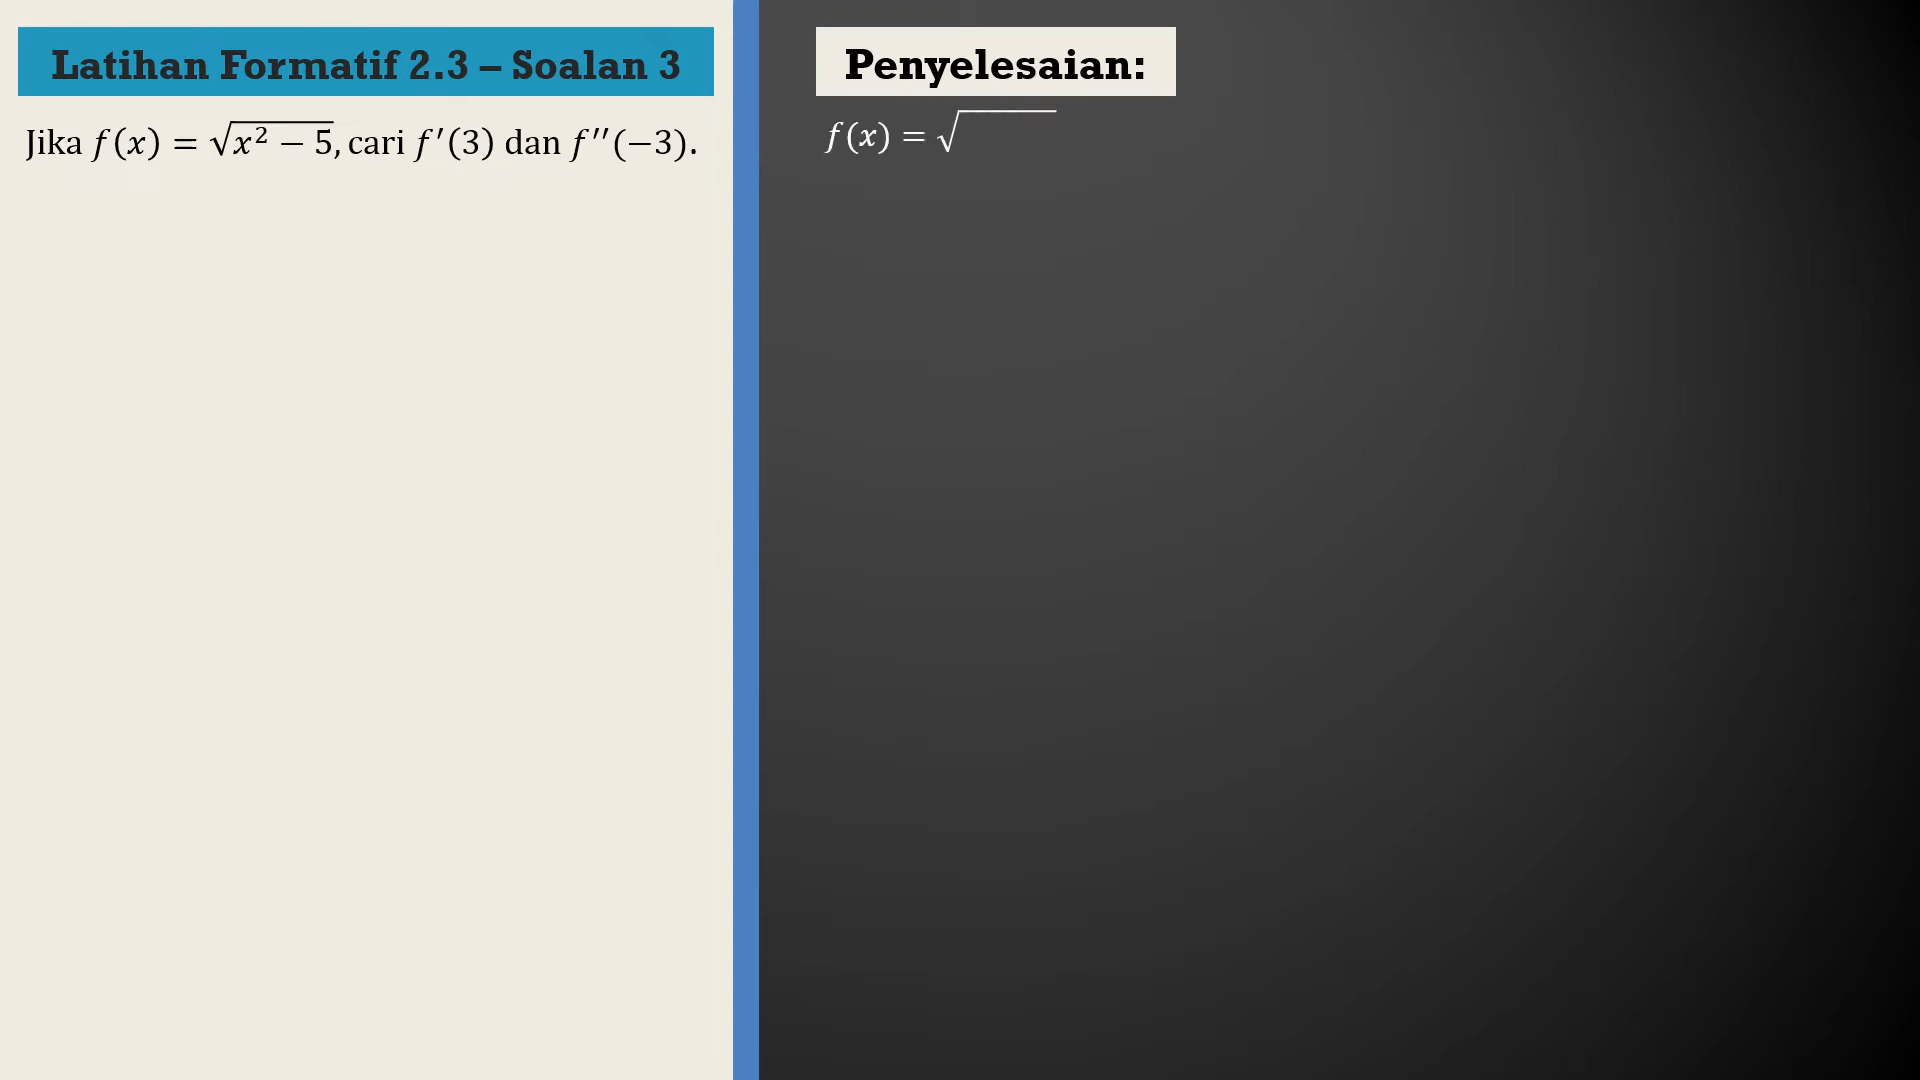 Latihan Formatif 2.3 – Soalan 3
Jika f(x) = √(x² − 5), cari f′(3) dan f′′(−3).
Penyelesaian:
f(x) = √